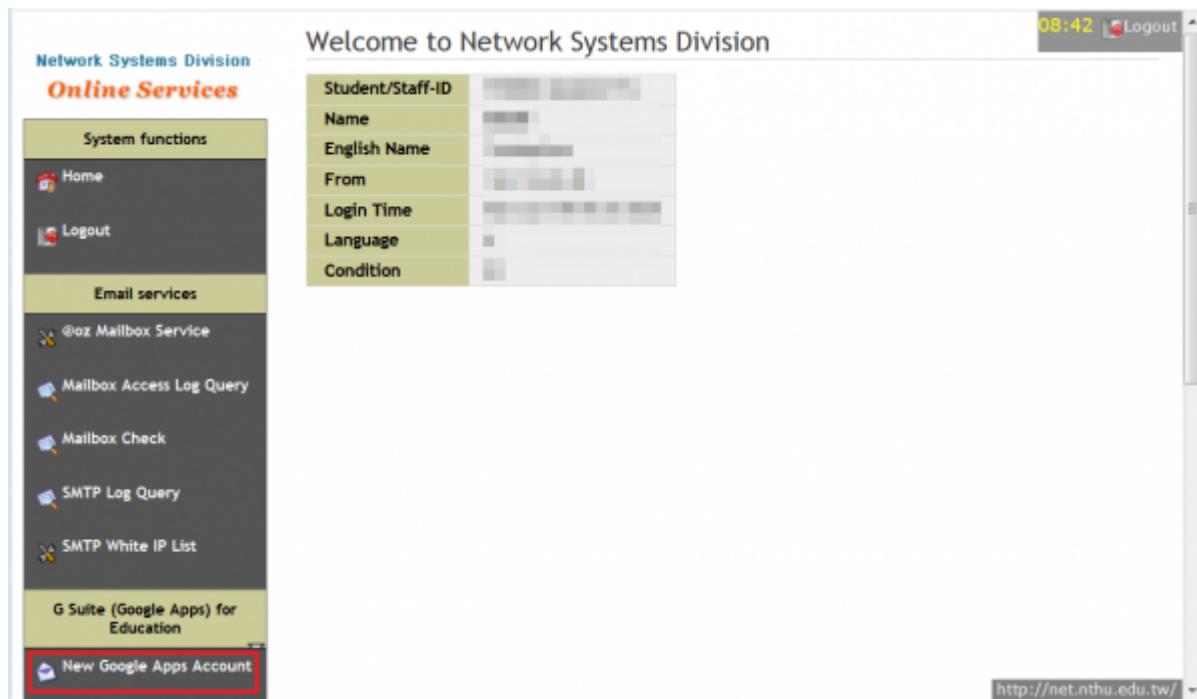 08:42 Logout
Network Systems Division
Online Services
System functions
Home
Logout
Email services
@oz Mailbox Service
Mailbox Access Log Query
Mailbox Check
SMTP Log Query
SMTP White IP List
G Suite (Google Apps) for
Education
New Google Apps Account
Welcome to Network Systems Division
Student/Staff-ID
Name
English Name
From
Login Time
Language
Condition
http://net.nthu.edu.tw/